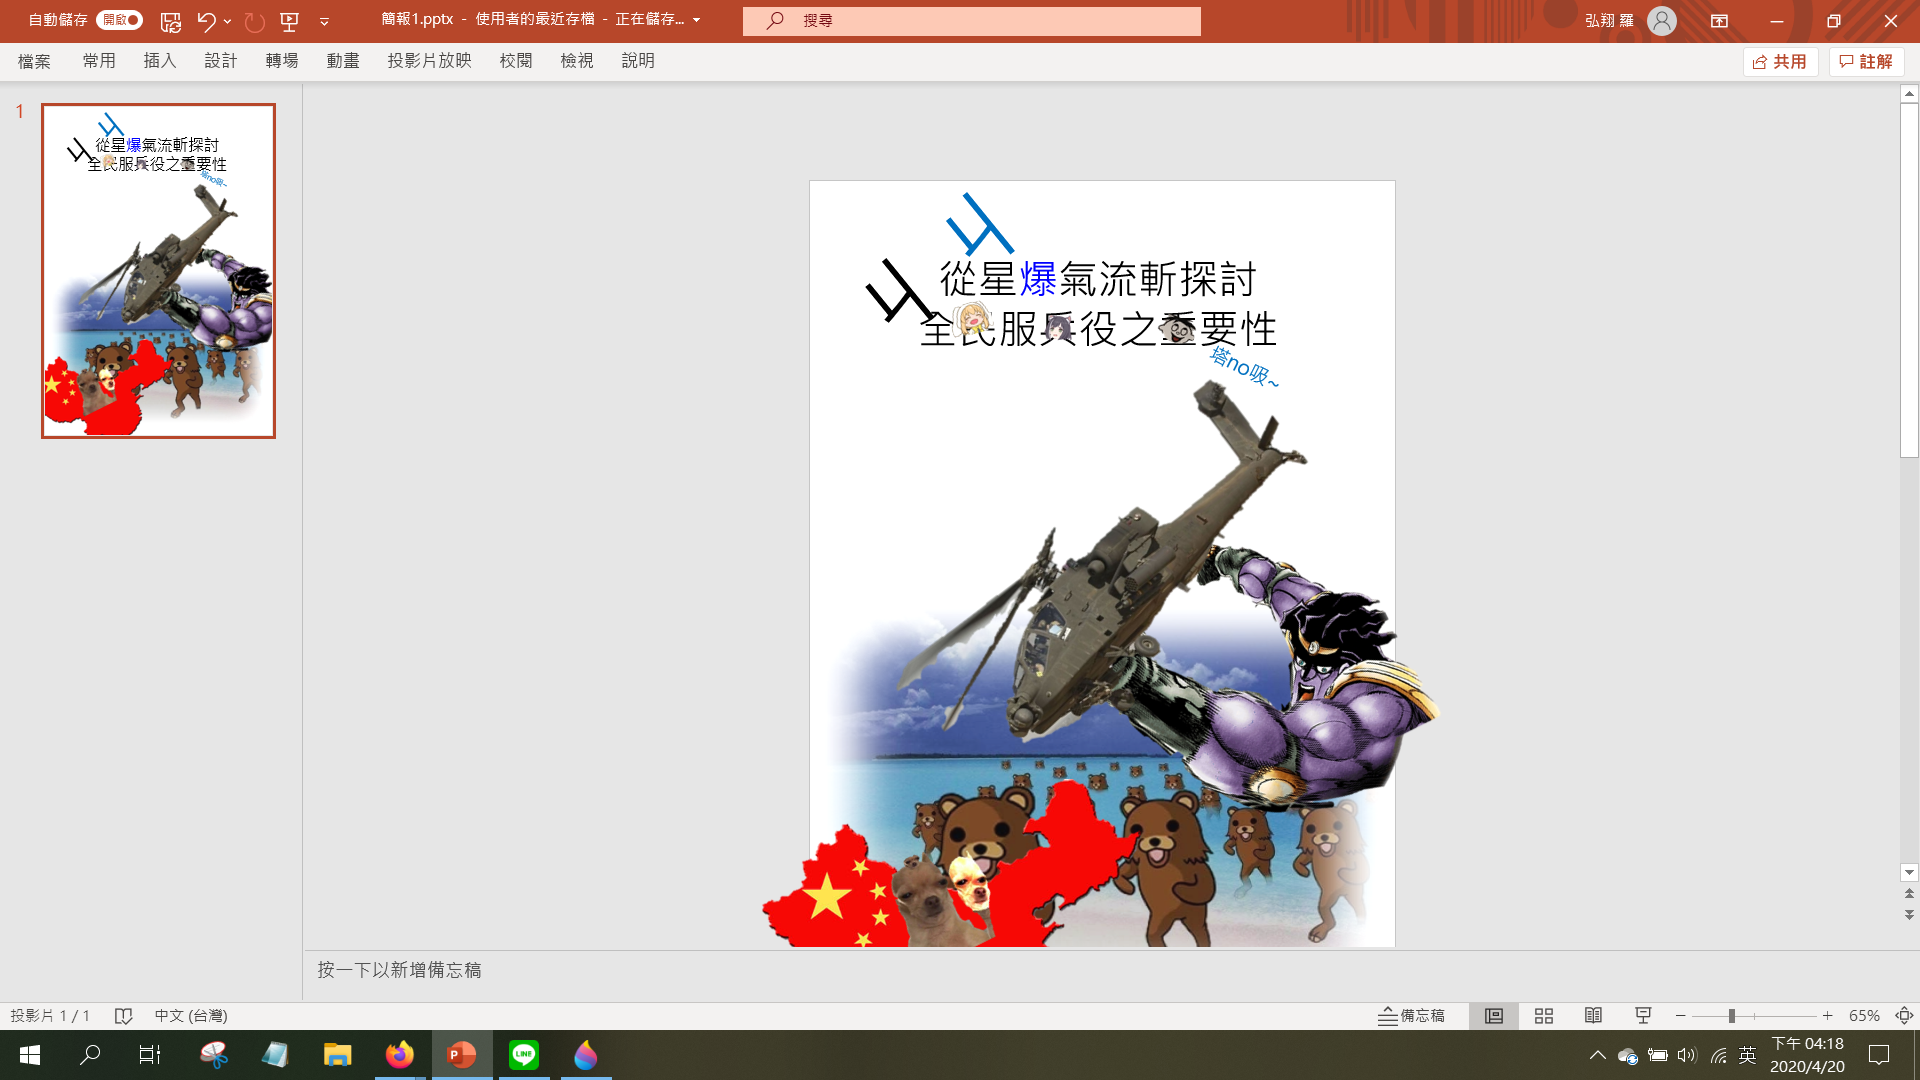 自動儲存 開啟
簡報1.pptx - 使用者的最近存檔 - 正在儲存...
搜尋
弘翔 羅
檔案 常用 插入 設計 轉場 動畫 投影片放映 校閱 檢視 說明
共用 註解
1
ㄐ
從星爆氣流斬探討
ㄐ
全民服兵役之重要性
塔no吸~
ㄐ
從星爆氣流斬探討
ㄐ
全民服兵役之重要性
塔no吸~
按一下以新增備忘稿
投影片 1 / 1 中文 (台灣) 備忘稿 65%
LINE
英
下午 04:18
2020/4/20